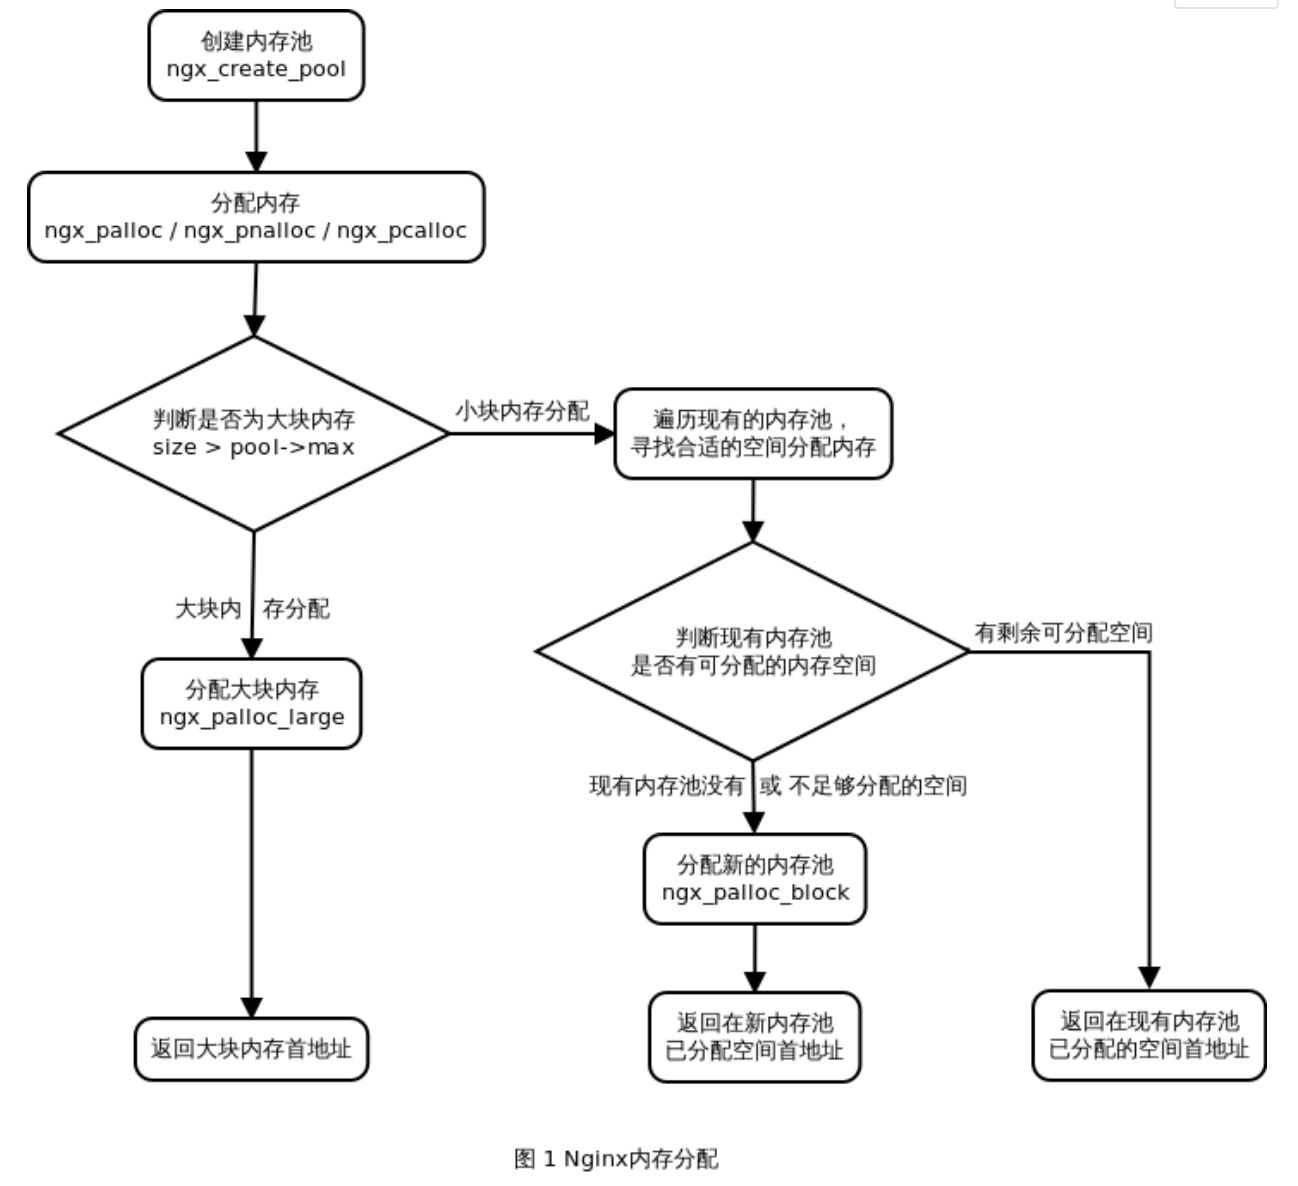 创建内存池
ngx_create_pool
分配内存
ngx_palloc / ngx_pnalloc / ngx_pcalloc
判断是否为大块内存
size > pool->max
小块内存分配
遍历现有的内存池，
寻找合适的空间分配内存
大块内 存分配
分配大块内存
ngx_palloc_large
判断现有内存池
是否有可分配的内存空间
有剩余可分配空间
现有内存池没有 或 不足够分配的空间
分配新的内存池
ngx_palloc_block
返回大块内存首地址
返回在新内存池
已分配空间首地址
返回在现有内存池
已分配的空间首地址
图 1 Nginx内存分配